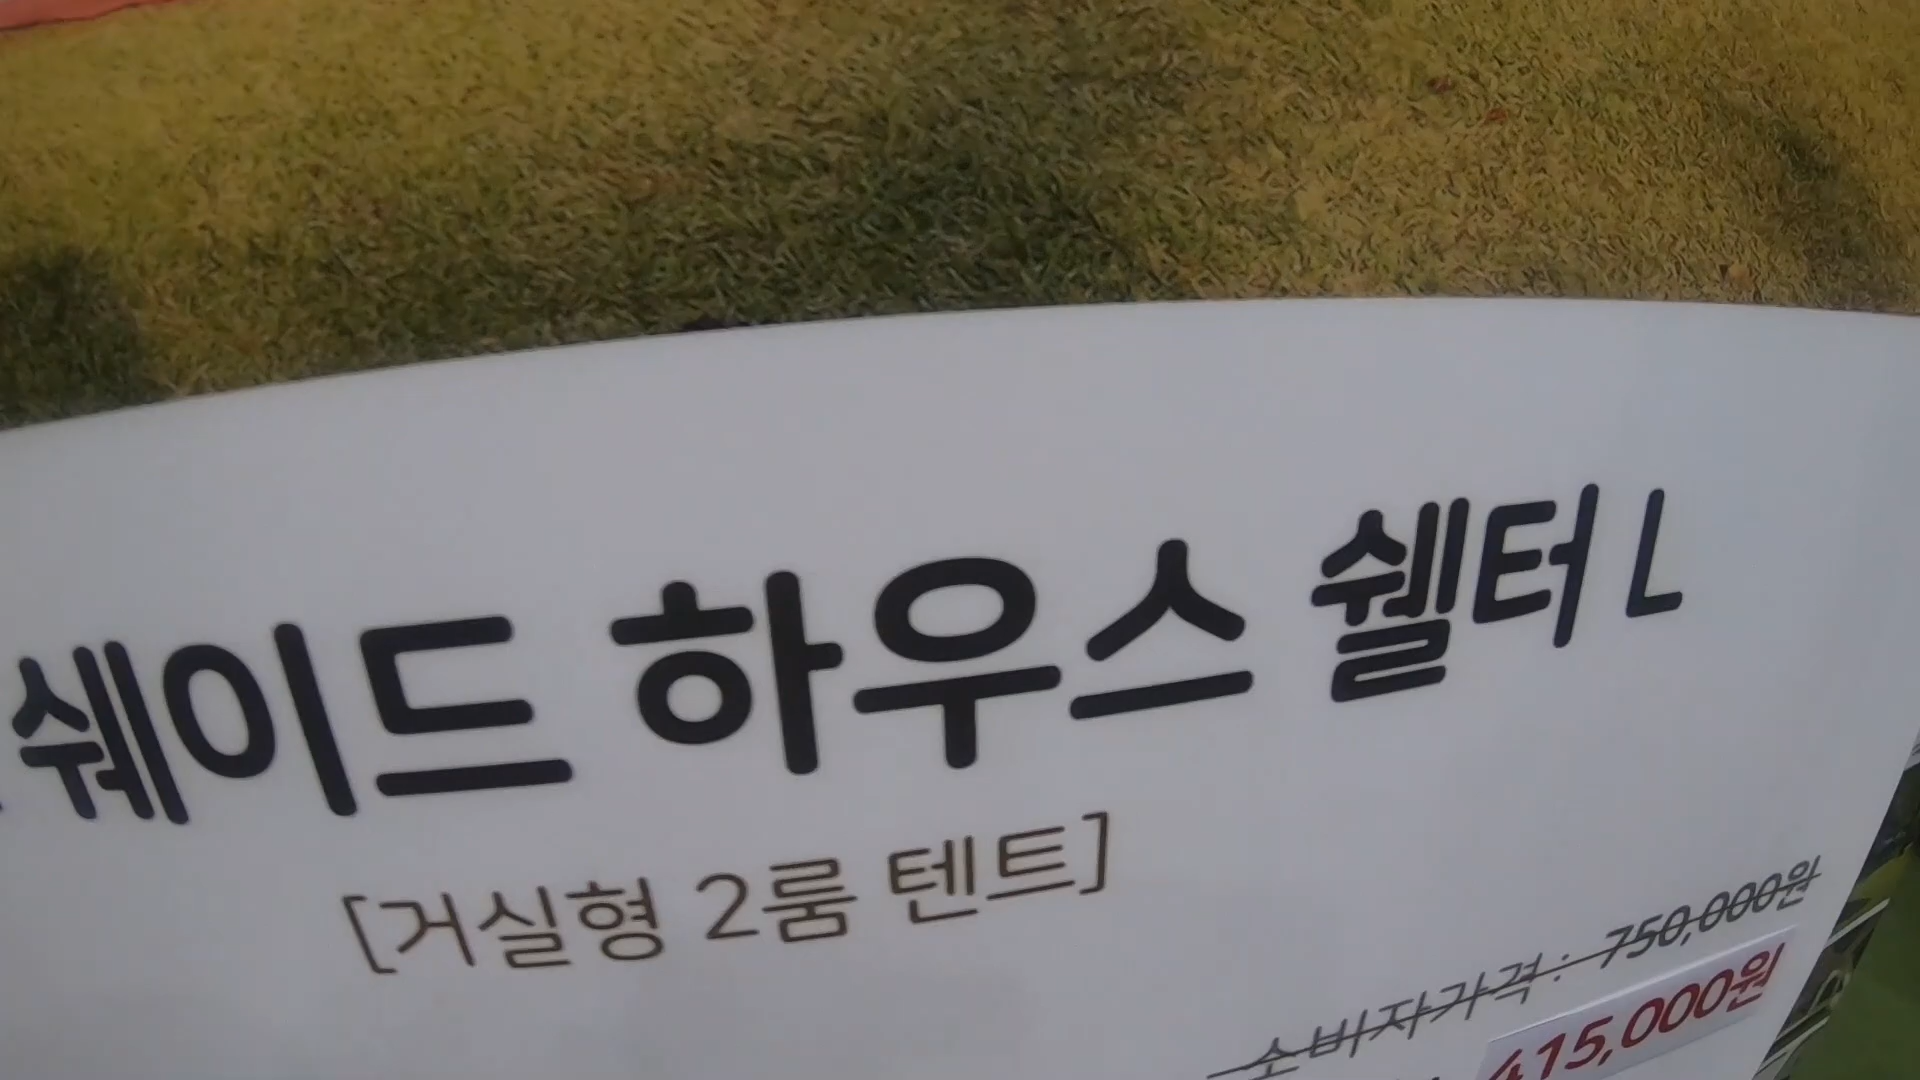 쉐이드 하우스 쉘터 L
[거실형 2룸 텐트]
소비자가격 : 750,000원
415,000원